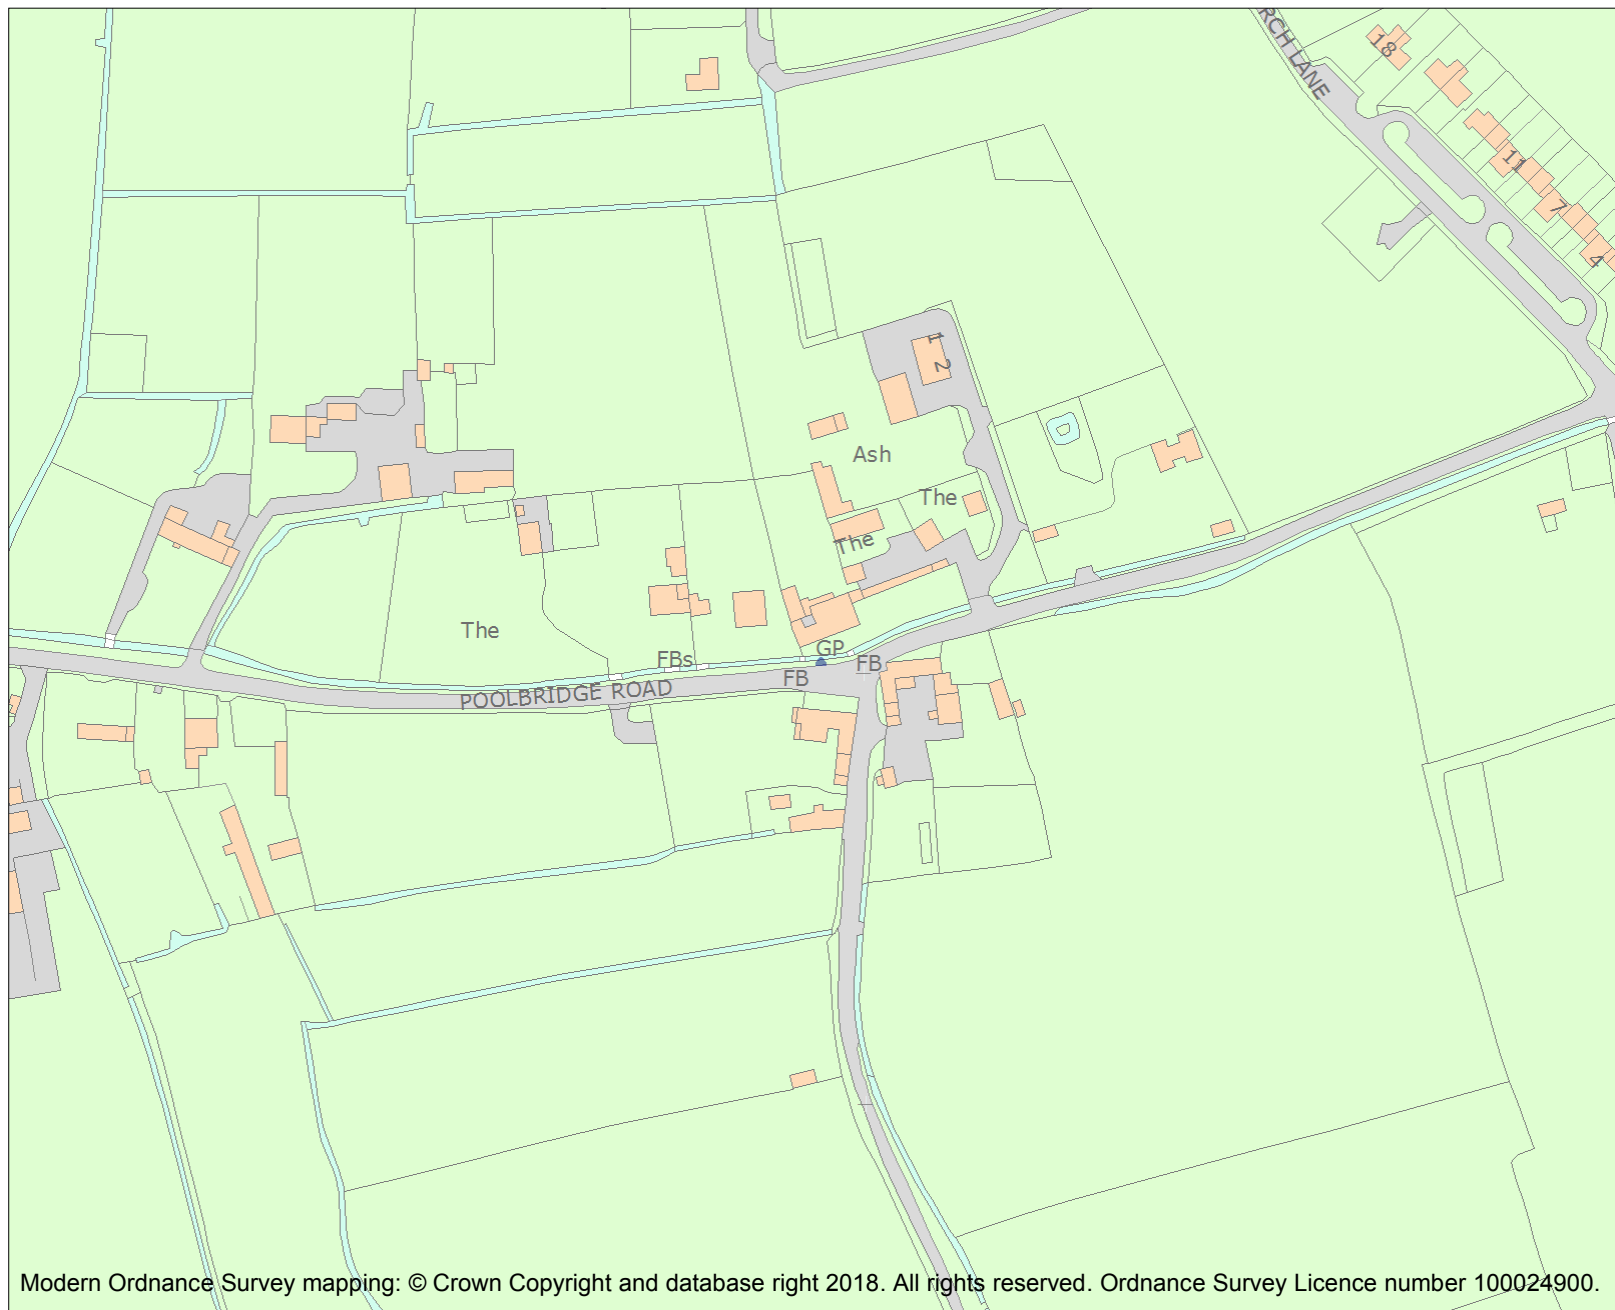 RCH LANE
18
11
7
4
1
2
Ash
The
The
The
FBs
GP
FB
FB
POOLBRIDGE ROAD
Modern Ordnance Survey mapping: © Crown Copyright and database right 2018. All rights reserved. Ordnance Survey Licence number 100024900.